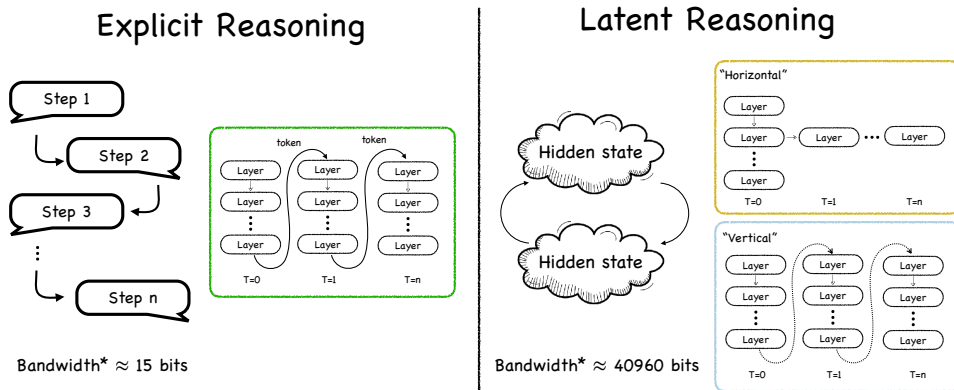 Explicit Reasoning
Step 1
Step 2
Step 3
Step n
token token
Layer Layer Layer
Layer Layer Layer
Layer Layer Layer
T=0 T=1 T=n
Bandwidth* ≈ 15 bits
Latent Reasoning
Hidden state
Hidden state
Bandwidth* ≈ 40960 bits
"Horizontal"
Layer
Layer Layer Layer
Layer
T=0 T=1 T=n
"Vertical"
Layer Layer Layer
Layer Layer Layer
Layer Layer Layer
T=0 T=1 T=n